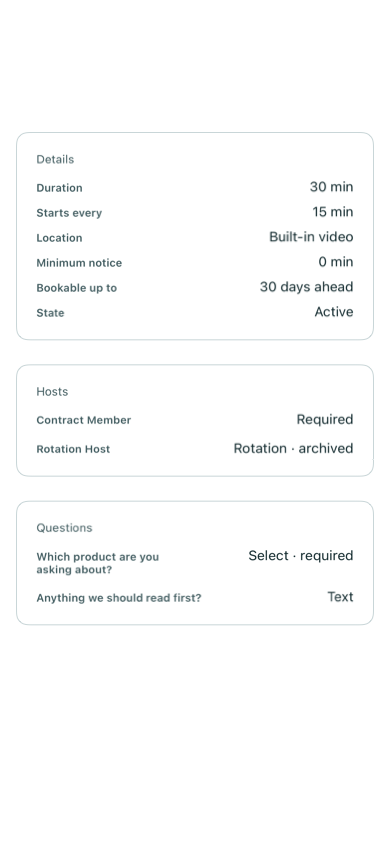 Details
Duration 30 min
Starts every 15 min
Location Built-in video
Minimum notice 0 min
Bookable up to 30 days ahead
State Active
Hosts
Contract Member Required
Rotation Host Rotation · archived
Questions
Which product are you Select · required
asking about?
Anything we should read first? Text